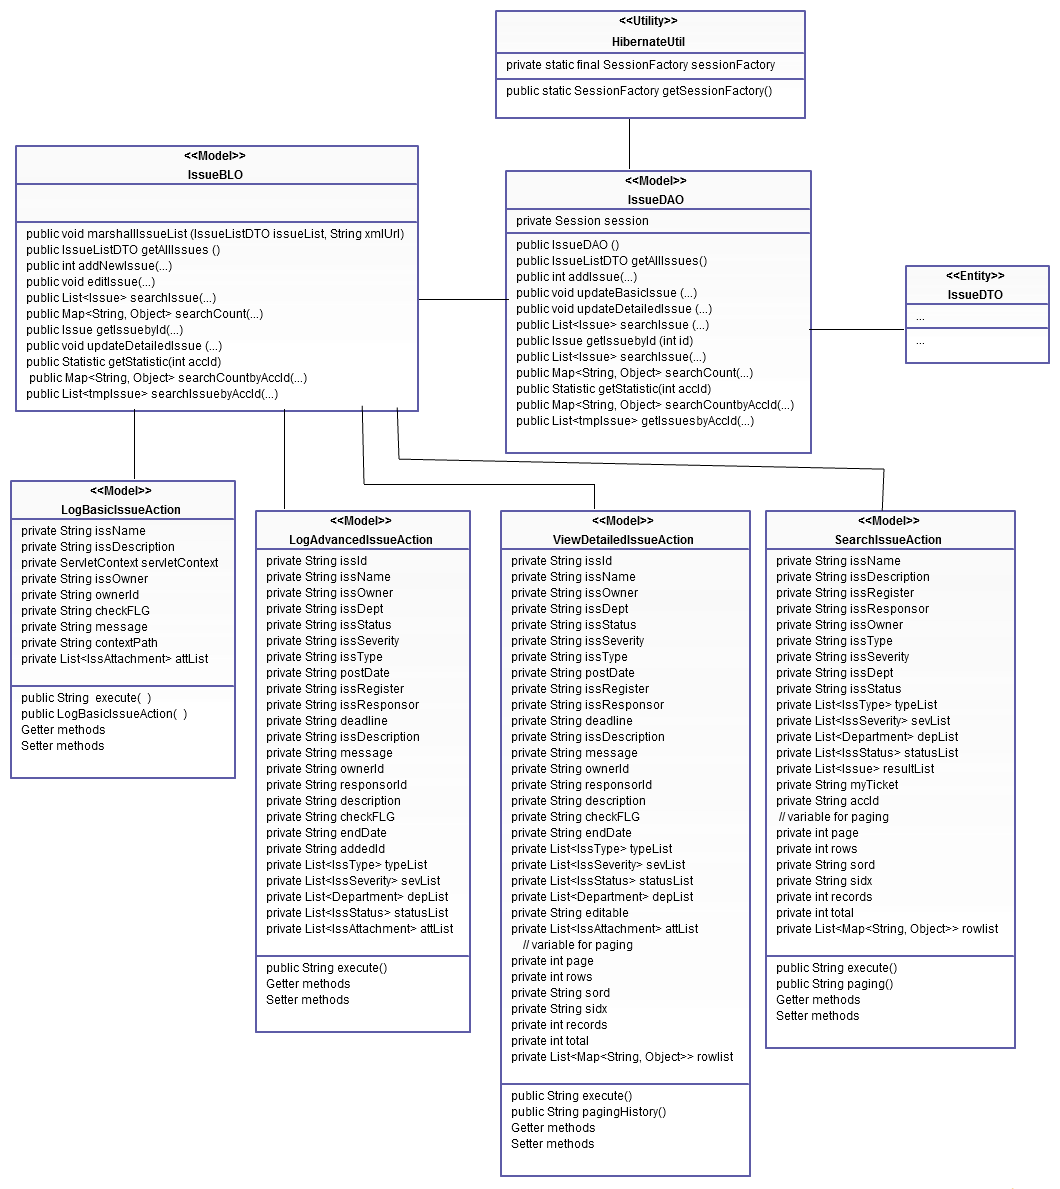 <<Utility>>
HibernateUtil
private static final SessionFactory sessionFactory
public static SessionFactory getSessionFactory()
<<Model>>
IssueBLO
public void marshallIssueList (IssueListDTO issueList, String xmlUrl)
public IssueListDTO getAllIssues ()
public int addNewIssue(...)
public void editIssue(...)
public List<Issue> searchIssue(...)
public Map<String, Object> searchCount(...)
public Issue getIssuebyId(...)
public void updateDetailedIssue (...)
public Statistic getStatistic(int accId)
public Map<String, Object> searchCountbyAccId(...)
public List<tmpIssue> searchIssuebyAccId(...)
<<Model>>
IssueDAO
private Session session
public IssueDAO ()
public IssueListDTO getAllIssues()
public int addIssue(...)
public void updateBasicIssue (...)
public void updateDetailedIssue (...)
public List<Issue> searchIssue (...)
public Issue getIssuebyId (int id)
public List<Issue> searchIssue(...)
public Map<String, Object> searchCount(...)
public Statistic getStatistic(int accId)
public Map<String, Object> searchCountbyAccId(...)
public List<tmpIssue> getIssuesbyAccId(...)
<<Entity>>
IssueDTO
...
...
<<Model>>
LogBasicIssueAction
private String issName
private String issDescription
private ServletContext servletContext
private String issOwner
private String ownerId
private String checkFLG
private String message
private String contextPath
private List<IssAttachment> attList
public String  execute(  )
public LogBasicIssueAction(  )
Getter methods
Setter methods
<<Model>>
LogAdvancedIssueAction
private String issId
private String issName
private String issOwner
private String issDept
private String issStatus
private String issSeverity
private String issType
private String postDate
private String issRegister
private String issResponsor
private String deadline
private String issDescription
private String message
private String ownerId
private String responsorId
private String description
private String checkFLG
private String endDate
private String addedId
private List<IssType> typeList
private List<IssSeverity> sevList
private List<Department> depList
private List<IssStatus> statusList
private List<IssAttachment> attList
public String execute()
Getter methods
Setter methods
<<Model>>
ViewDetailedIssueAction
private String issId
private String issName
private String issOwner
private String issDept
private String issStatus
private String issSeverity
private String issType
private String postDate
private String issRegister
private String issResponsor
private String deadline
private String issDescription
private String message
private String ownerId
private String responsorId
private String description
private String checkFLG
private String endDate
private List<IssType> typeList
private List<IssSeverity> sevList
private List<IssStatus> statusList
private List<Department> depList
private String editable
private List<IssAttachment> attList
// variable for paging
private int page
private int rows
private String sord
private String sidx
private int records
private int total
private List<Map<String, Object>> rowlist
public String execute()
public String pagingHistory()
Getter methods
Setter methods
<<Model>>
SearchIssueAction
private String issName
private String issDescription
private String issRegister
private String issResponsor
private String issOwner
private String issType
private String issSeverity
private String issDept
private String issStatus
private List<IssType> typeList
private List<IssSeverity> sevList
private List<Department> depList
private List<IssStatus> statusList
private List<Issue> resultList
private String myTicket
private String accId
// variable for paging
private int page
private int rows
private String sord
private String sidx
private int records
private int total
private List<Map<String, Object>> rowlist
public String execute()
public String paging()
Getter methods
Setter methods